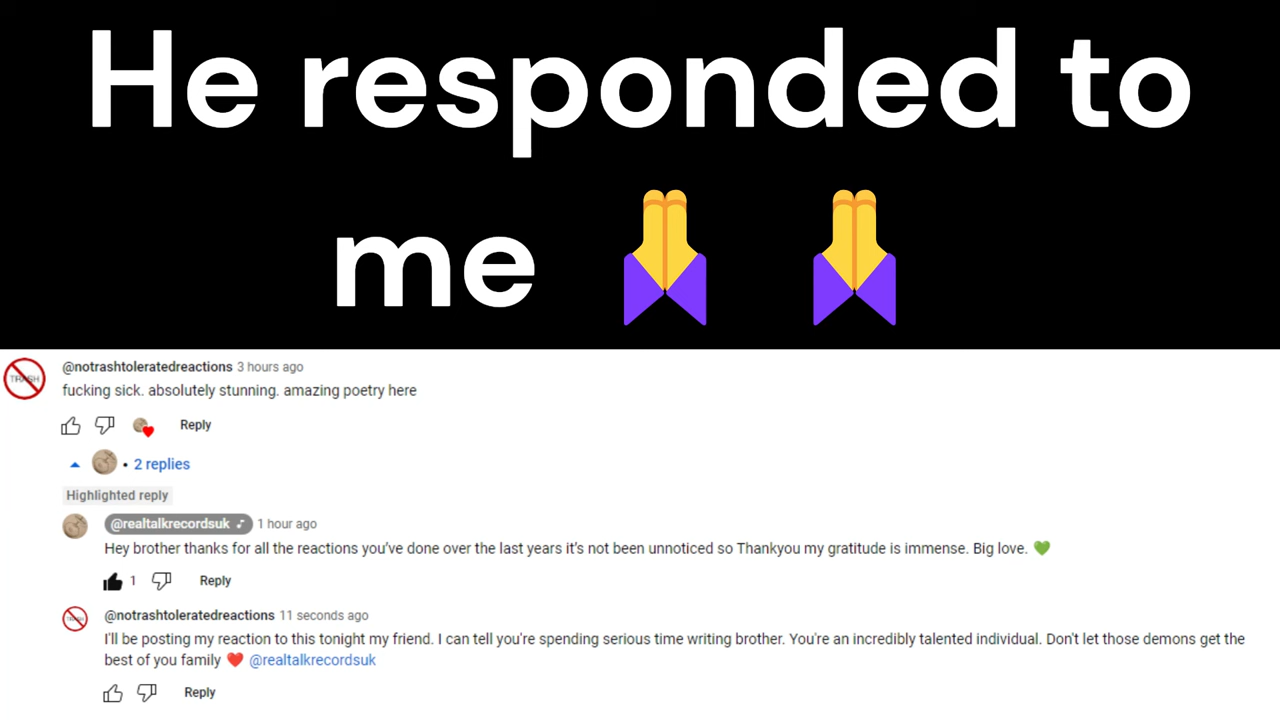 He responded to
me 🙏 🙏
@notrashtoleratedreactions 3 hours ago
fucking sick. absolutely stunning. amazing poetry here
Reply
• 2 replies
Highlighted reply
@realtalkrecordsuk ♪ 1 hour ago
Hey brother thanks for all the reactions you've done over the last years it's not been unnoticed so Thankyou my gratitude is immense. Big love. 💚
1 Reply
@notrashtoleratedreactions 11 seconds ago
I'll be posting my reaction to this tonight my friend. I can tell you're spending serious time writing brother. You're an incredibly talented individual. Don't let those demons get the
best of you family ❤️ @realtalkrecordsuk
Reply